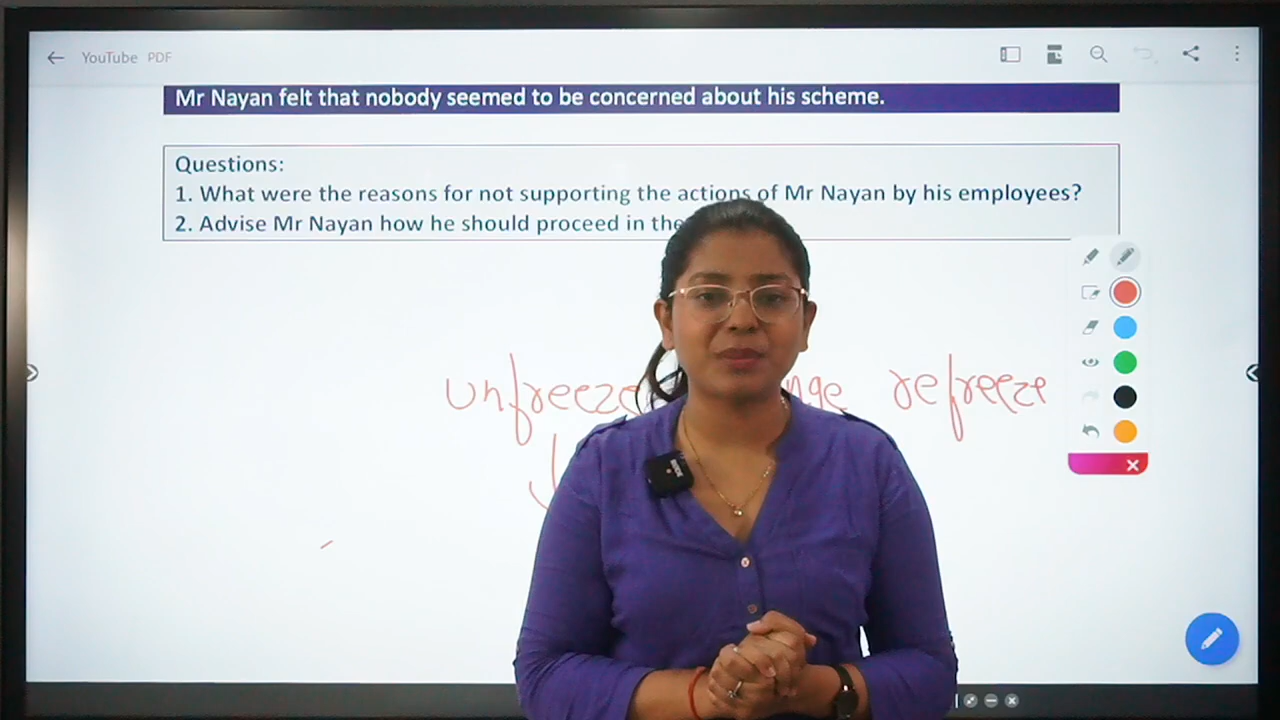 YouTube PDF
Mr Nayan felt that nobody seemed to be concerned about his scheme.
Questions:
1. What were the reasons for not supporting the actions of Mr Nayan by his employees?
2. Advise Mr Nayan how he should proceed in the
unfreeze nge refreeze